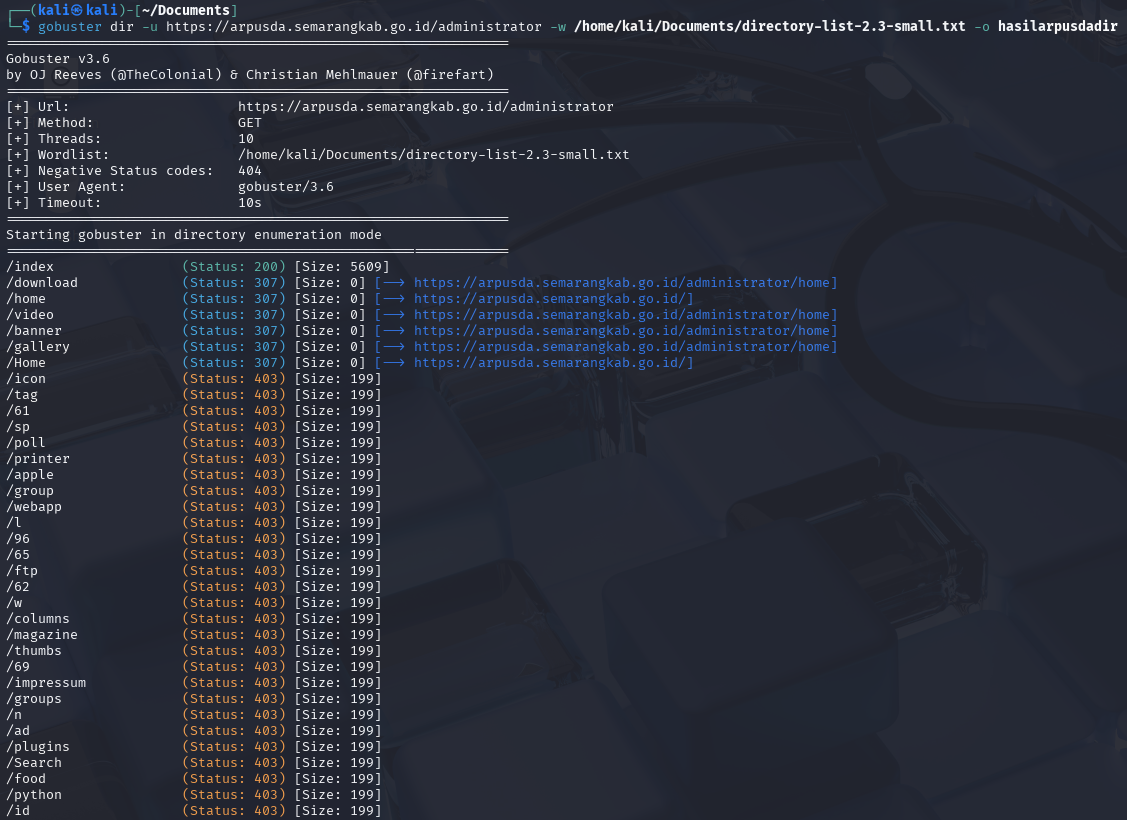 ┌──(kali㉿kali)-[~/Documents]
└─$ gobuster dir -u https://arpusda.semarangkab.go.id/administrator -w /home/kali/Documents/directory-list-2.3-small.txt -o hasilarpusdadir
===============================================================
Gobuster v3.6
by OJ Reeves (@TheColonial) & Christian Mehlmauer (@firefart)
===============================================================
[+] Url:                     https://arpusda.semarangkab.go.id/administrator
[+] Method:                  GET
[+] Threads:                 10
[+] Wordlist:                /home/kali/Documents/directory-list-2.3-small.txt
[+] Negative Status codes:   404
[+] User Agent:              gobuster/3.6
[+] Timeout:                 10s
===============================================================
Starting gobuster in directory enumeration mode
===============================================================
/index                (Status: 200) [Size: 5609]
/download             (Status: 307) [Size: 0] [--> https://arpusda.semarangkab.go.id/administrator/home]
/home                 (Status: 307) [Size: 0] [--> https://arpusda.semarangkab.go.id/]
/video                (Status: 307) [Size: 0] [--> https://arpusda.semarangkab.go.id/administrator/home]
/banner               (Status: 307) [Size: 0] [--> https://arpusda.semarangkab.go.id/administrator/home]
/gallery              (Status: 307) [Size: 0] [--> https://arpusda.semarangkab.go.id/administrator/home]
/Home                 (Status: 307) [Size: 0] [--> https://arpusda.semarangkab.go.id/]
/icon                 (Status: 403) [Size: 199]
/tag                  (Status: 403) [Size: 199]
/61                   (Status: 403) [Size: 199]
/sp                   (Status: 403) [Size: 199]
/poll                 (Status: 403) [Size: 199]
/printer              (Status: 403) [Size: 199]
/apple                (Status: 403) [Size: 199]
/group                (Status: 403) [Size: 199]
/webapp               (Status: 403) [Size: 199]
/l                    (Status: 403) [Size: 199]
/96                   (Status: 403) [Size: 199]
/65                   (Status: 403) [Size: 199]
/ftp                  (Status: 403) [Size: 199]
/62                   (Status: 403) [Size: 199]
/w                    (Status: 403) [Size: 199]
/columns              (Status: 403) [Size: 199]
/magazine             (Status: 403) [Size: 199]
/thumbs               (Status: 403) [Size: 199]
/69                   (Status: 403) [Size: 199]
/impressum            (Status: 403) [Size: 199]
/groups               (Status: 403) [Size: 199]
/n                    (Status: 403) [Size: 199]
/ad                   (Status: 403) [Size: 199]
/plugins              (Status: 403) [Size: 199]
/Search               (Status: 403) [Size: 199]
/food                 (Status: 403) [Size: 199]
/python               (Status: 403) [Size: 199]
/id                   (Status: 403) [Size: 199]